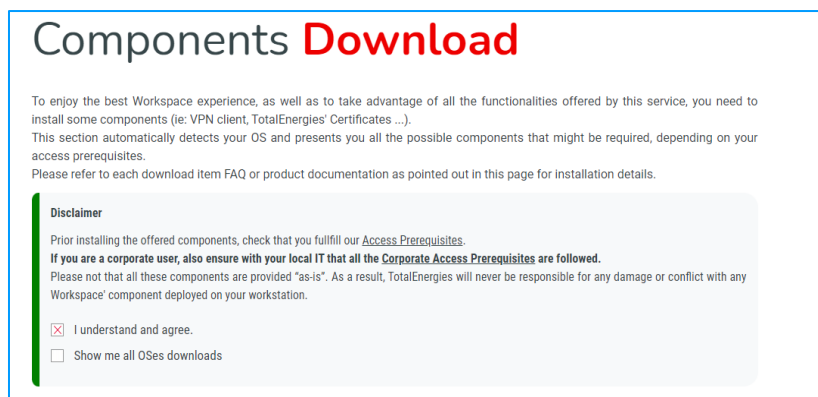 Components Download
To enjoy the best Workspace experience, as well as to take advantage of all the functionalities offered by this service, you need to
install some components (ie: VPN client, TotalEnergies' Certificates ...).
This section automatically detects your OS and presents you all the possible components that might be required, depending on your
access prerequisites.
Please refer to each download item FAQ or product documentation as pointed out in this page for installation details.
Disclaimer
Prior installing the offered components, check that you fullfill our Access Prerequisites.
If you are a corporate user, also ensure with your local IT that all the Corporate Access Prerequisites are followed.
Please not that all these components are provided “as-is”. As a result, TotalEnergies will never be responsible for any damage or conflict with any
Workspace' component deployed on your workstation.
I understand and agree.
Show me all OSes downloads